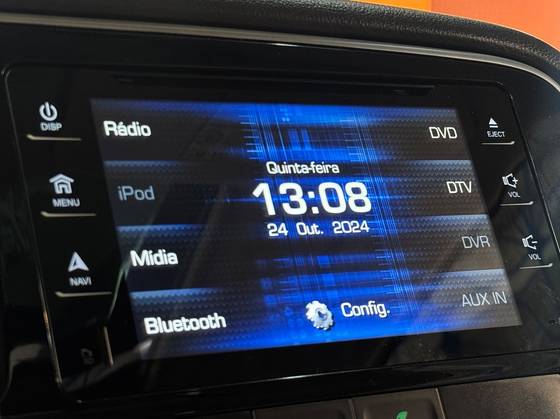 DISP
MENU
NAVI
Rádio
iPod
Mídia
Bluetooth
Quinta-feira
13:08
24 Out. 2024
Config.
DVD
DTV
DVR
AUX IN
EJECT
VOL
VOL